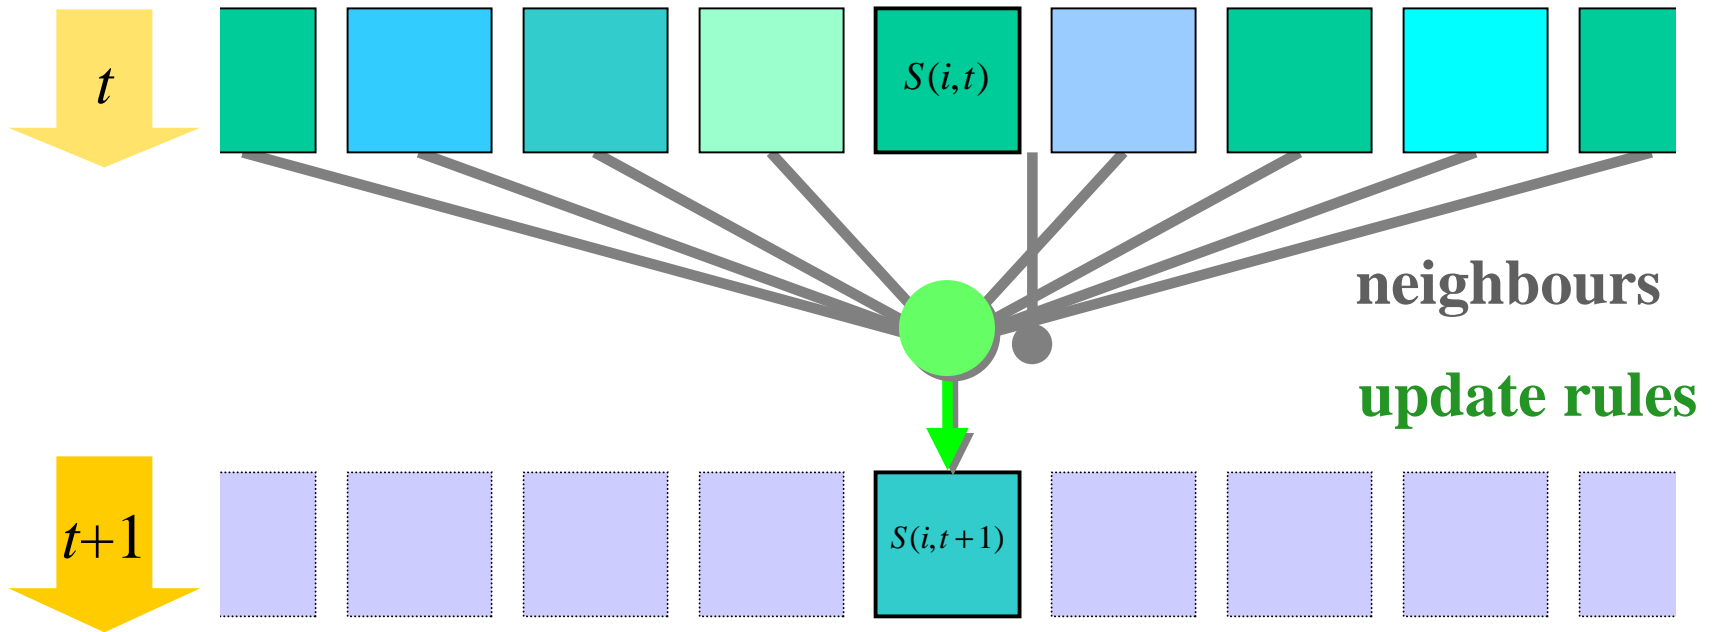 t
S(i,t)
neighbours
update rules
t+1
S(i,t+1)